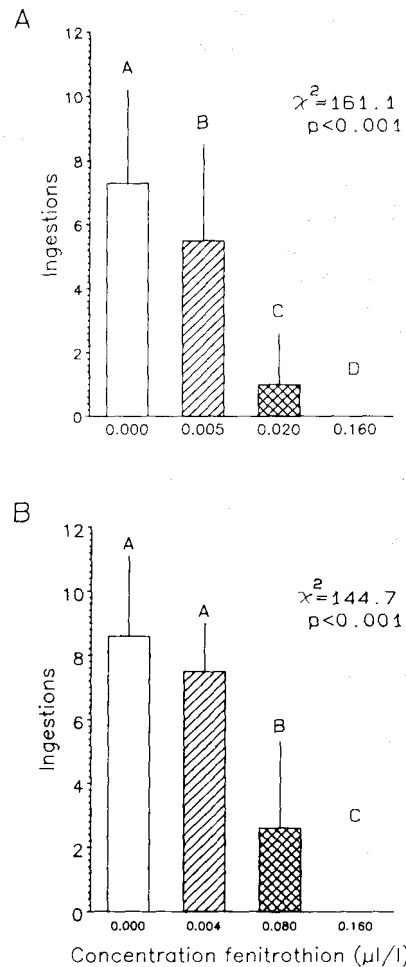 A
12
10
8
6
4
2
0
Ingestions
A
B
C
D
χ²=161.1
p<0.001
0.000 0.005 0.020 0.160
B
12
10
8
6
4
2
0
Ingestions
A
A
B
C
χ²=144.7
p<0.001
0.000 0.004 0.080 0.160
Concentration fenitrothion (µl/l)